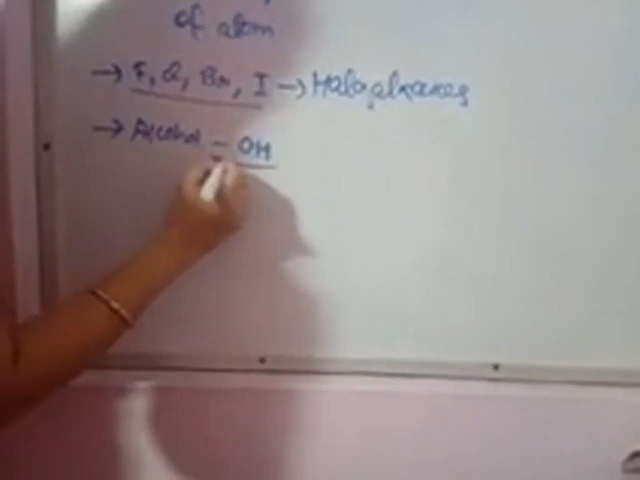 of atom
→ F, Cl, Br, I → Haloalkanes
→ Alcohol - OH